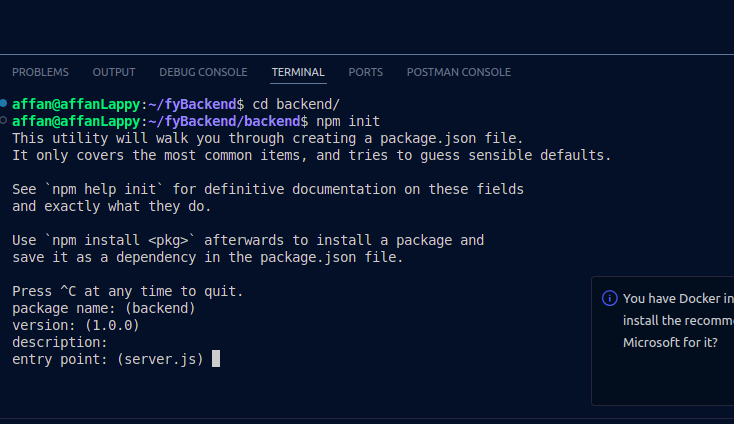 PROBLEMS OUTPUT DEBUG CONSOLE TERMINAL PORTS POSTMAN CONSOLE
affan@affanLappy:~/fyBackend$ cd backend/
affan@affanLappy:~/fyBackend/backend$ npm init
This utility will walk you through creating a package.json file.
It only covers the most common items, and tries to guess sensible defaults.
See `npm help init` for definitive documentation on these fields
and exactly what they do.
Use `npm install <pkg>` afterwards to install a package and
save it as a dependency in the package.json file.
Press ^C at any time to quit.
package name: (backend)
version: (1.0.0)
description:
entry point: (server.js)
You have Docker in
install the recomm
Microsoft for it?